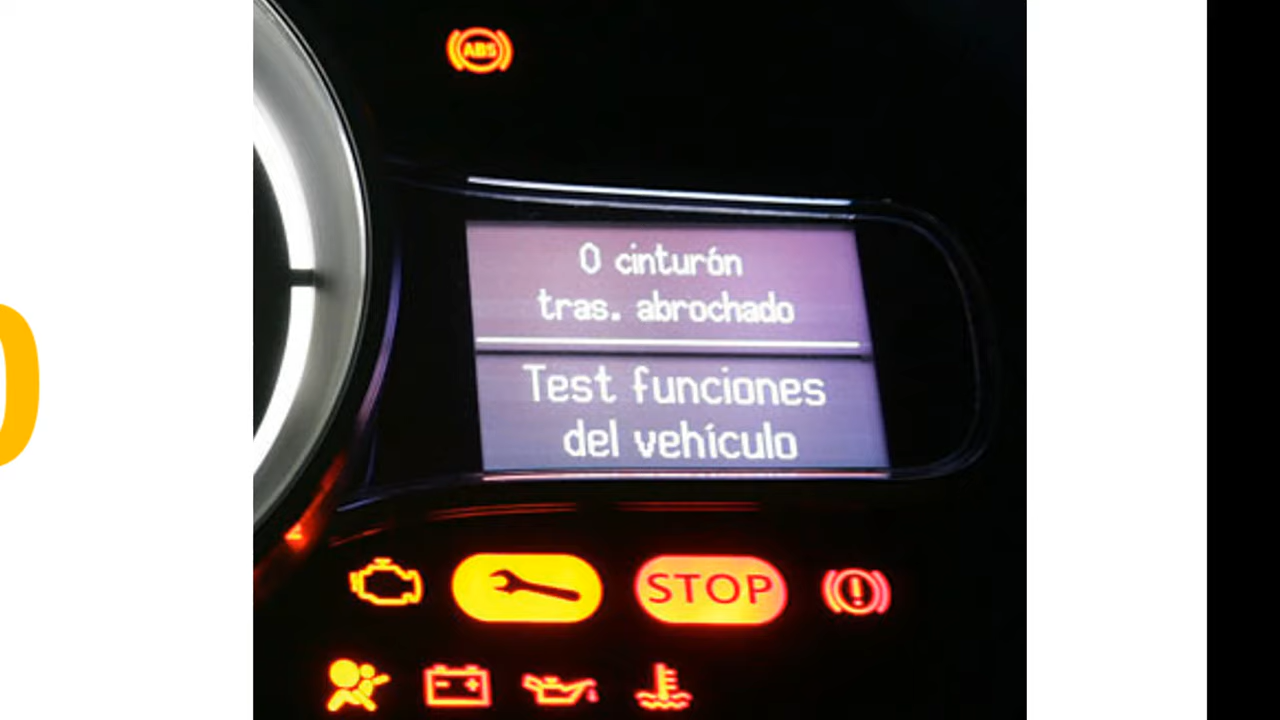 ABS
0 cinturón
tras. abrochado
Test funciones
del vehículo
STOP